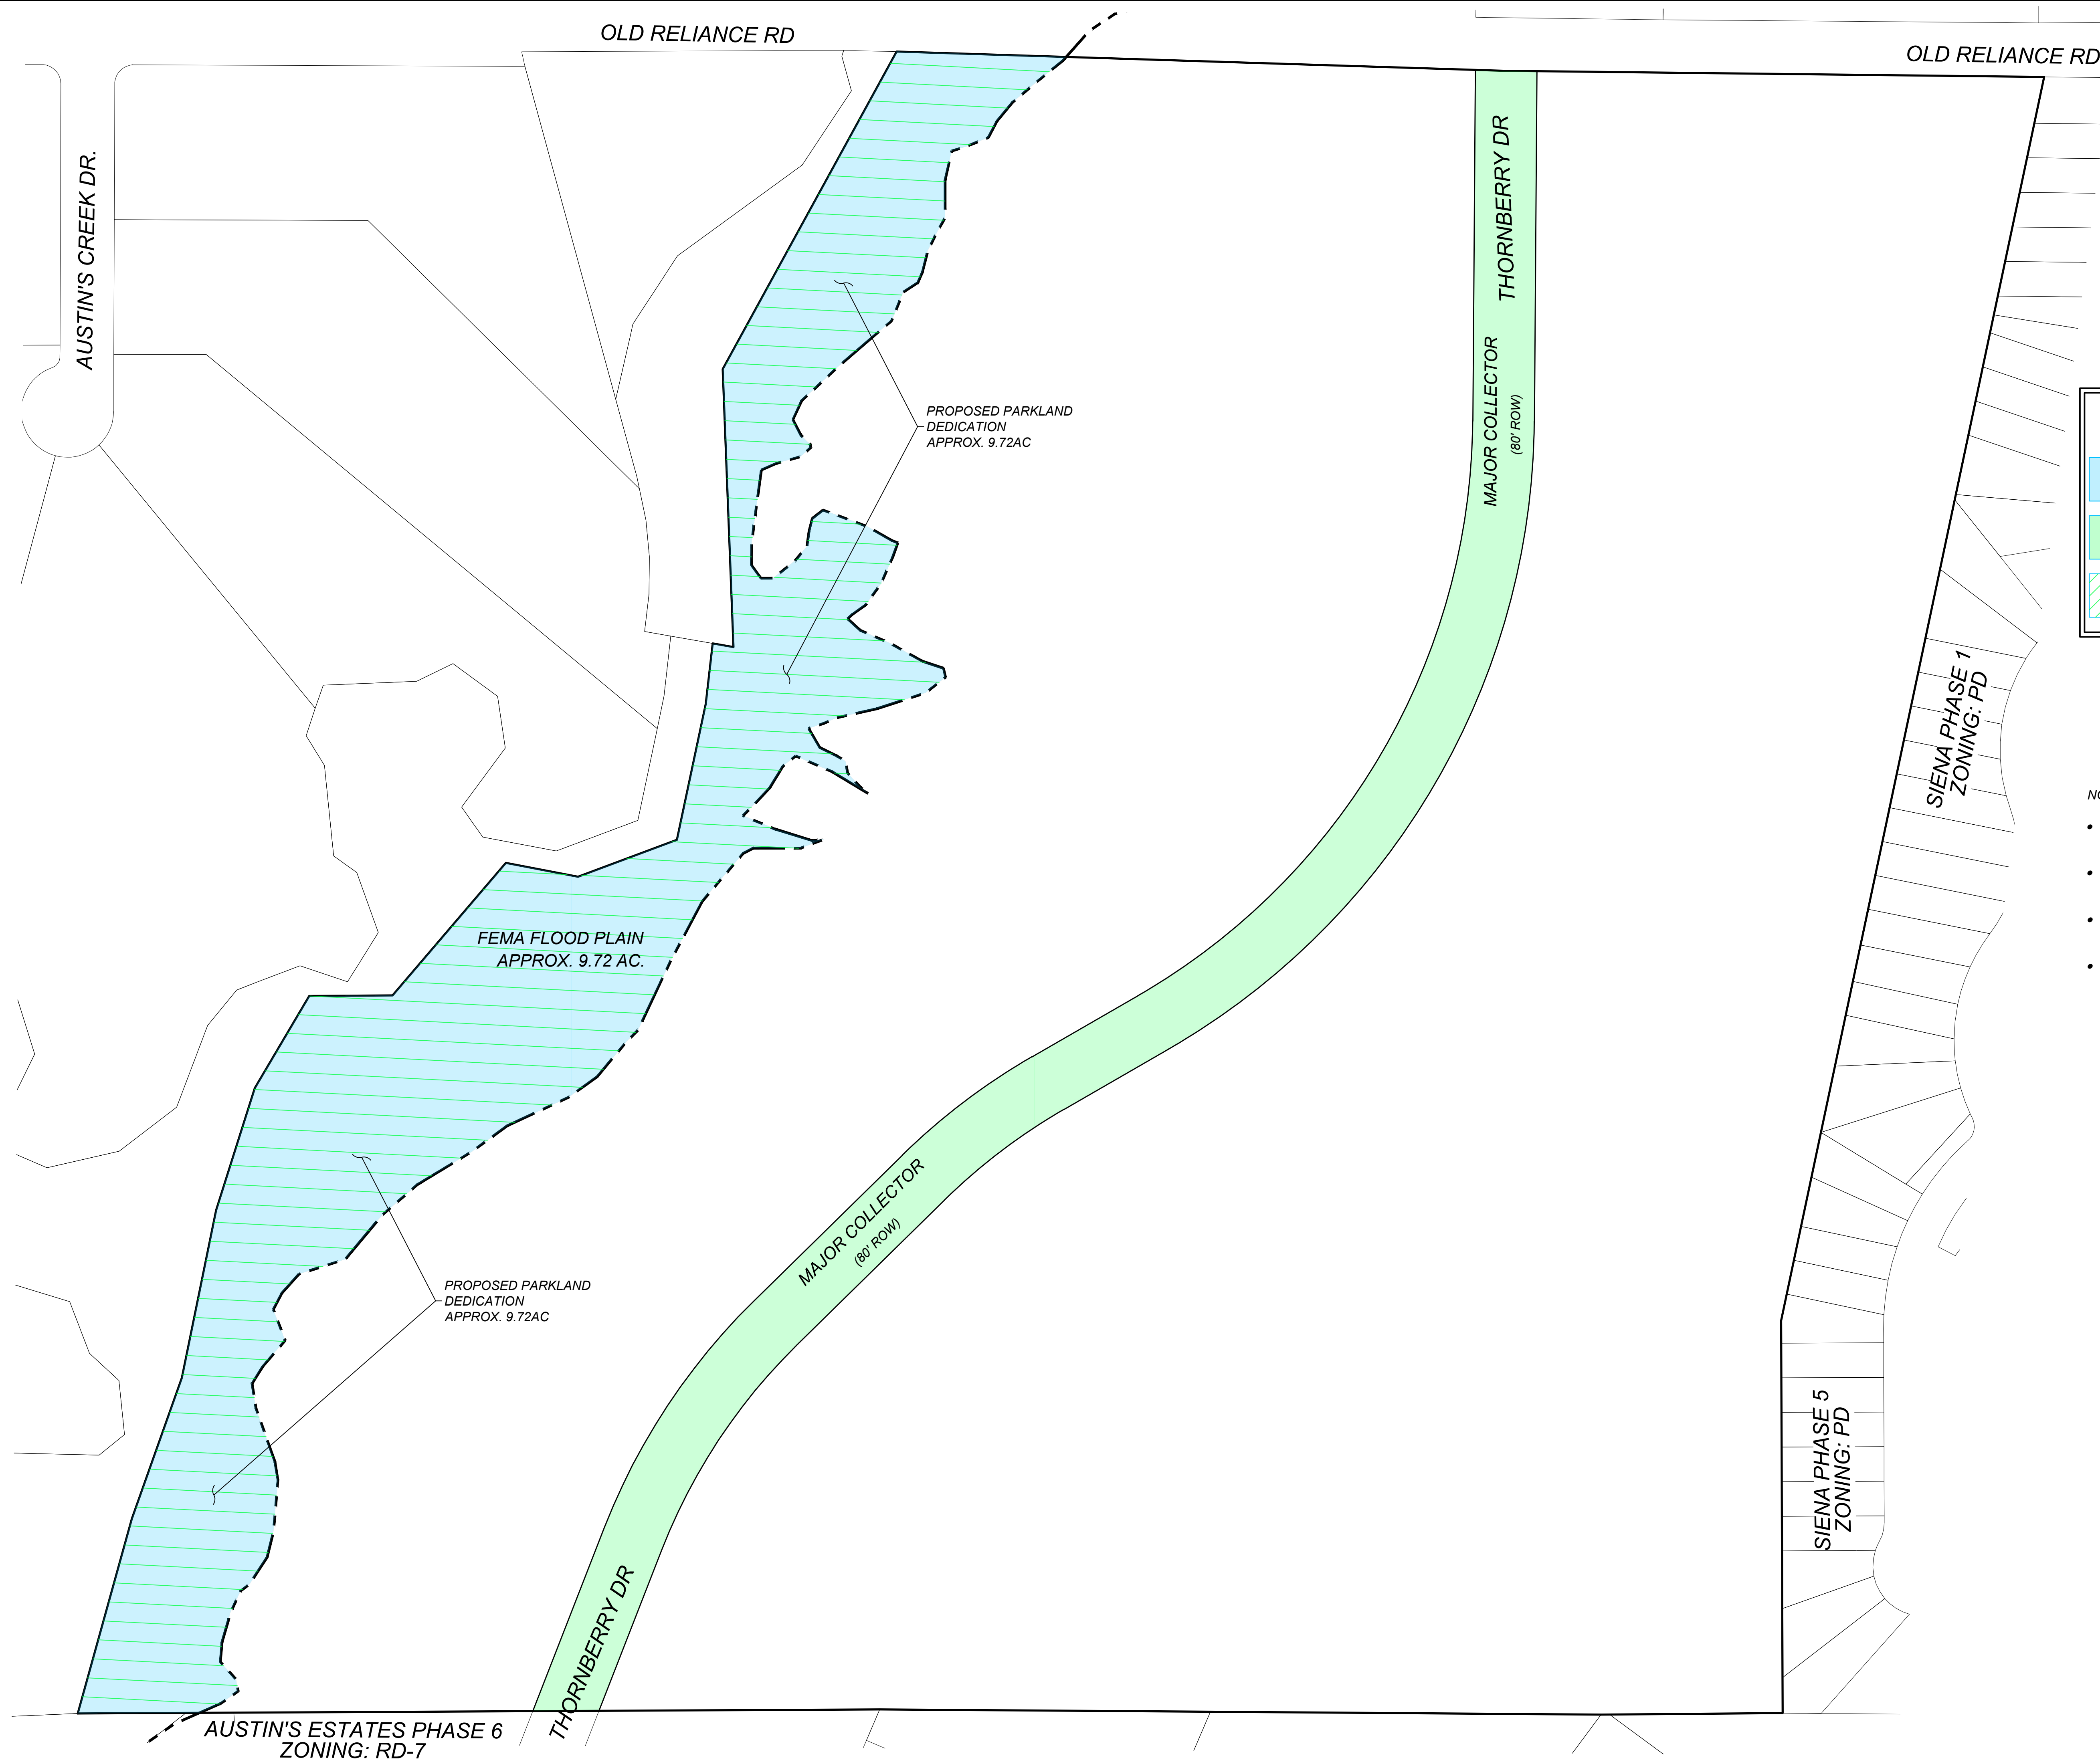 OLD RELIANCE RD
OLD RELIANCE RD
AUSTIN'S CREEK DR.
THORNBERRY DR
MAJOR COLLECTOR
(80' ROW)
PROPOSED PARKLAND
DEDICATION
APPROX. 9.72AC
SIENA PHASE 1
ZONING: PD
FEMA FLOOD PLAIN
APPROX. 9.72 AC.
MAJOR COLLECTOR
(80' ROW)
PROPOSED PARKLAND
DEDICATION
APPROX. 9.72AC
SIENA PHASE 5
ZONING: PD
THORNBERRY DR
AUSTIN'S ESTATES PHASE 6
ZONING: RD-7